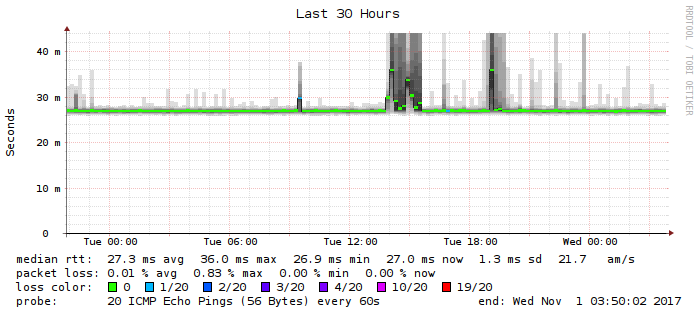 Last 30 Hours
RRDTOOL / TOBI OETIKER
Seconds
40 m
30 m
20 m
10 m
0
Tue 00:00 Tue 06:00 Tue 12:00 Tue 18:00 Wed 00:00
median rtt: 27.3 ms avg 36.0 ms max 26.9 ms min 27.0 ms now 1.3 ms sd 21.7 am/s
packet loss: 0.01 % avg 0.83 % max 0.00 % min 0.00 % now
loss color: 0 1/20 2/20 3/20 4/20 10/20 19/20
probe: 20 ICMP Echo Pings (56 Bytes) every 60s end: Wed Nov 1 03:50:02 2017